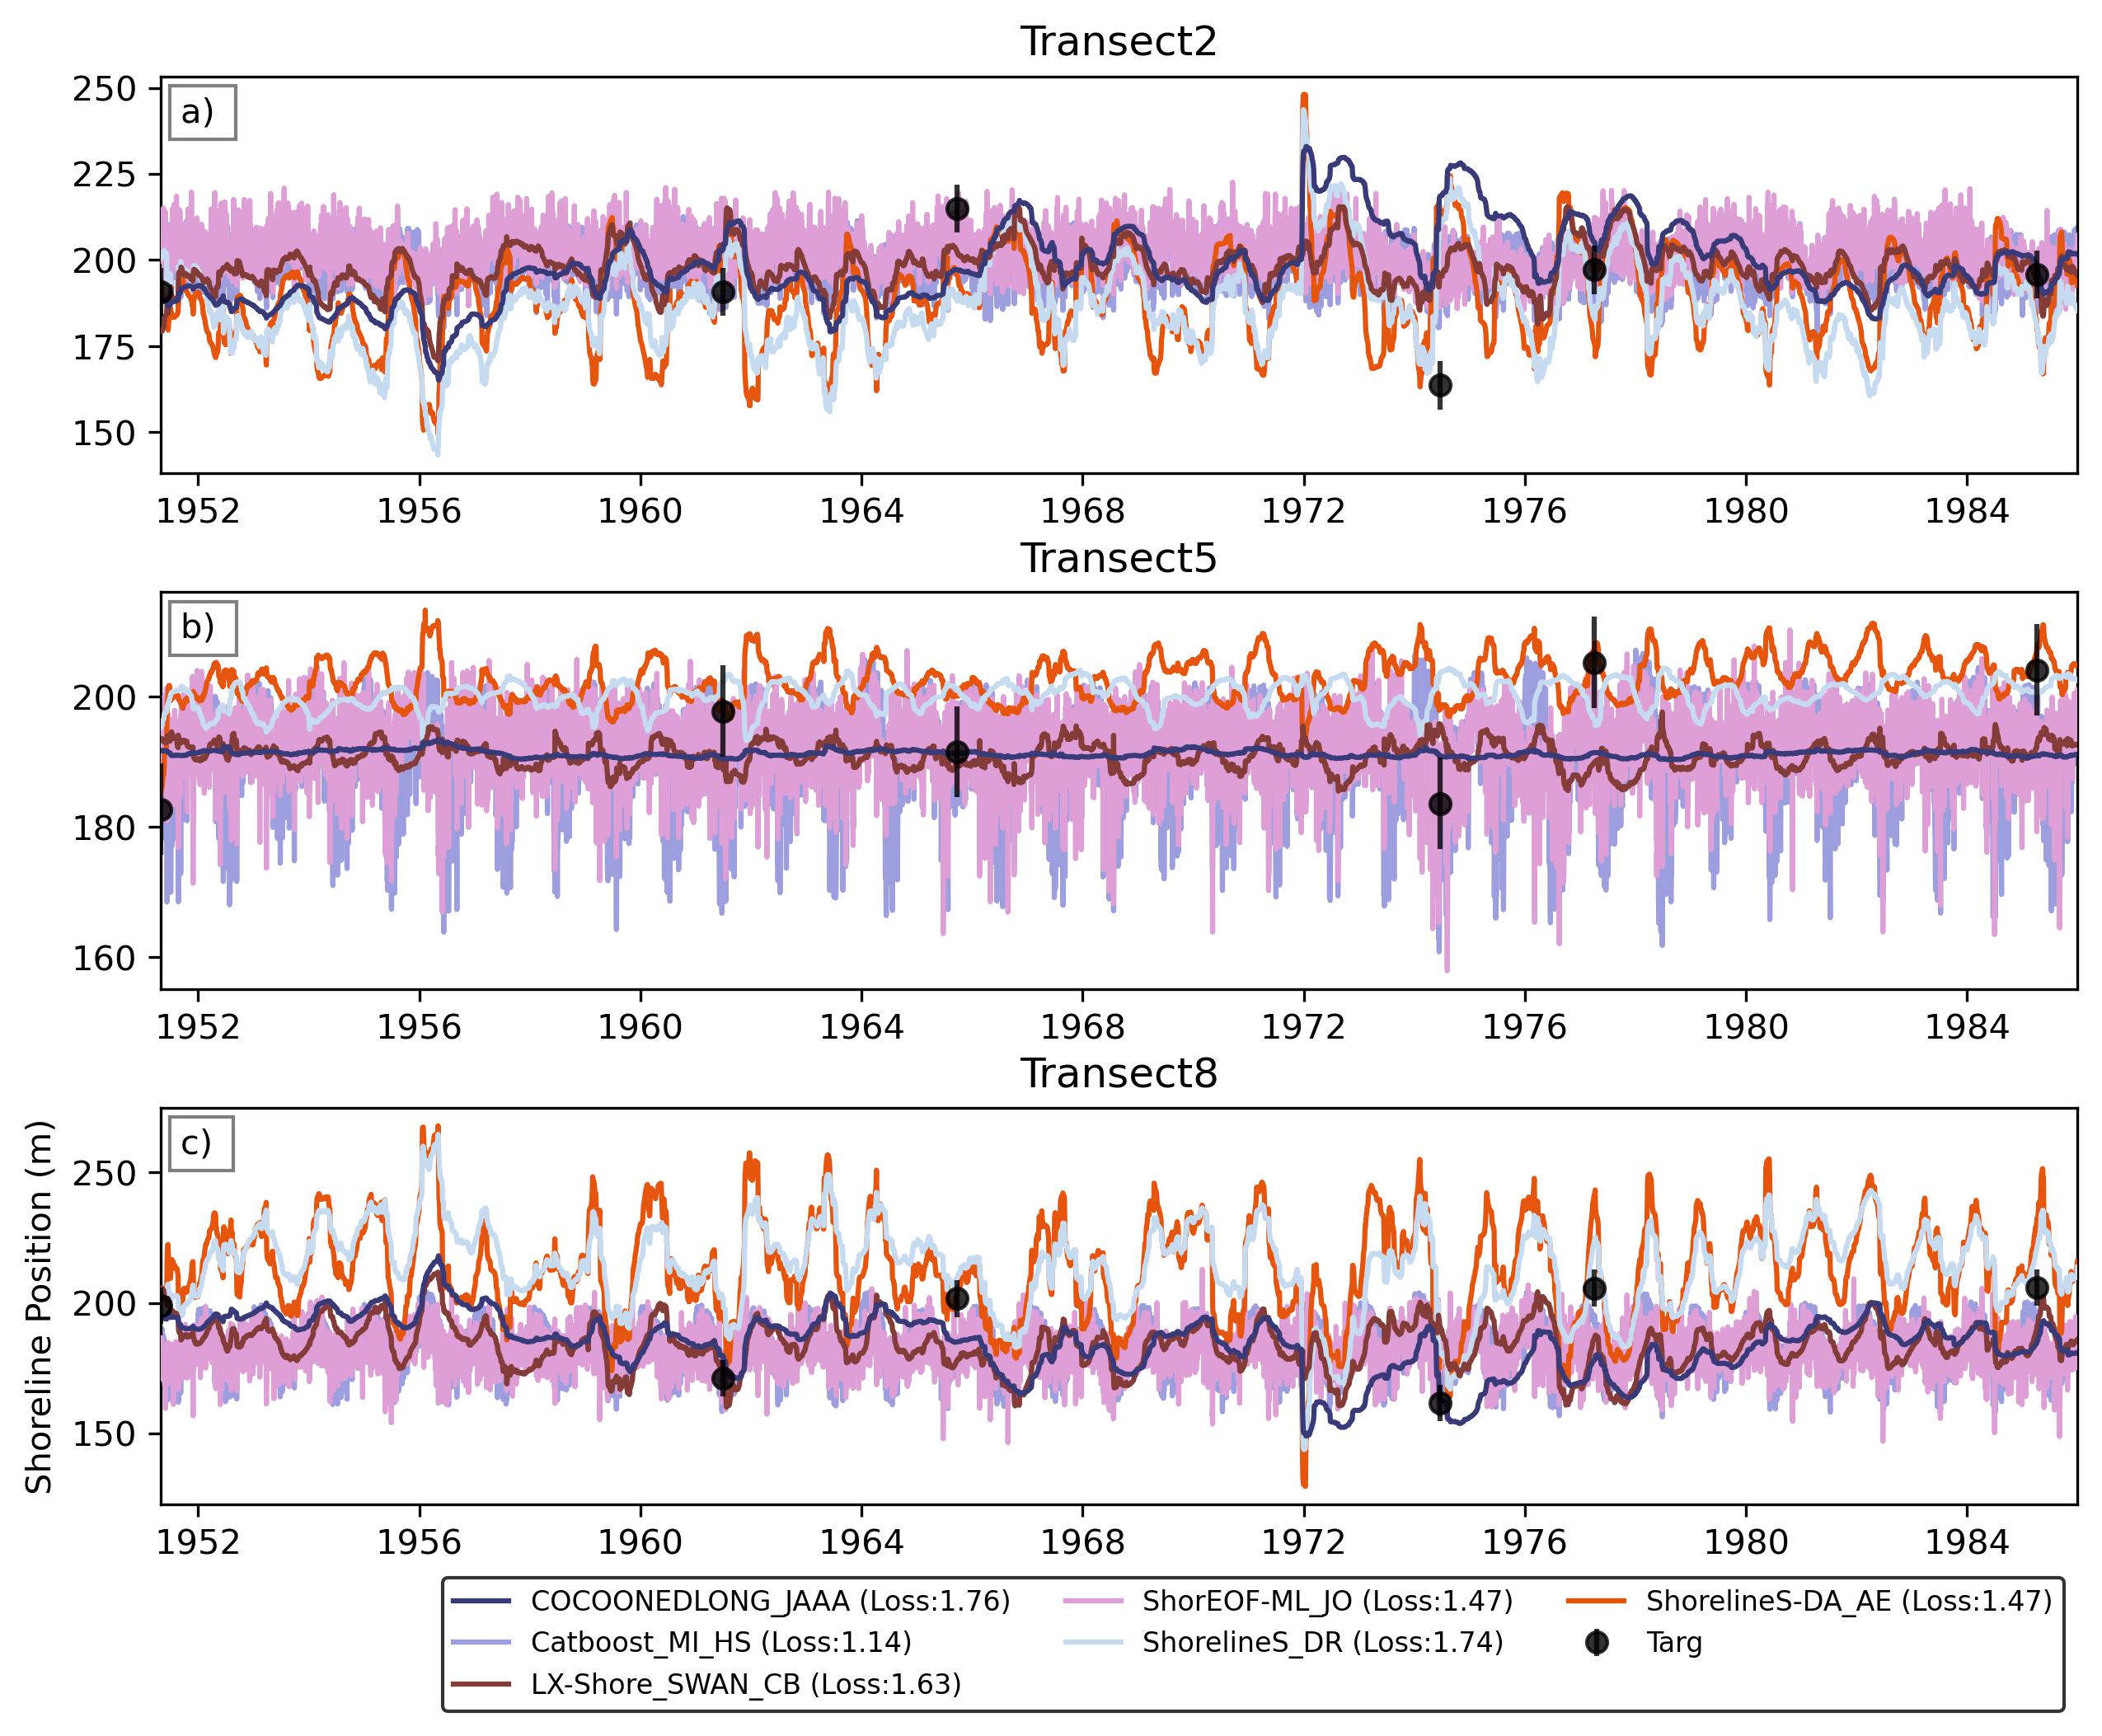 Transect2
a)
250
225
200
175
150
1952 1956 1960 1964 1968 1972 1976 1980 1984
Transect5
b)
200
180
160
1952 1956 1960 1964 1968 1972 1976 1980 1984
Transect8
c)
Shoreline Position (m)
250
200
150
1952 1956 1960 1964 1968 1972 1976 1980 1984
COCOONEDLONG_JAAA (Loss:1.76)
Catboost_MI_HS (Loss:1.14)
LX-Shore_SWAN_CB (Loss:1.63)
ShorEOF-ML_JO (Loss:1.47)
ShorelineS_DR (Loss:1.74)
ShorelineS-DA_AE (Loss:1.47)
Targ